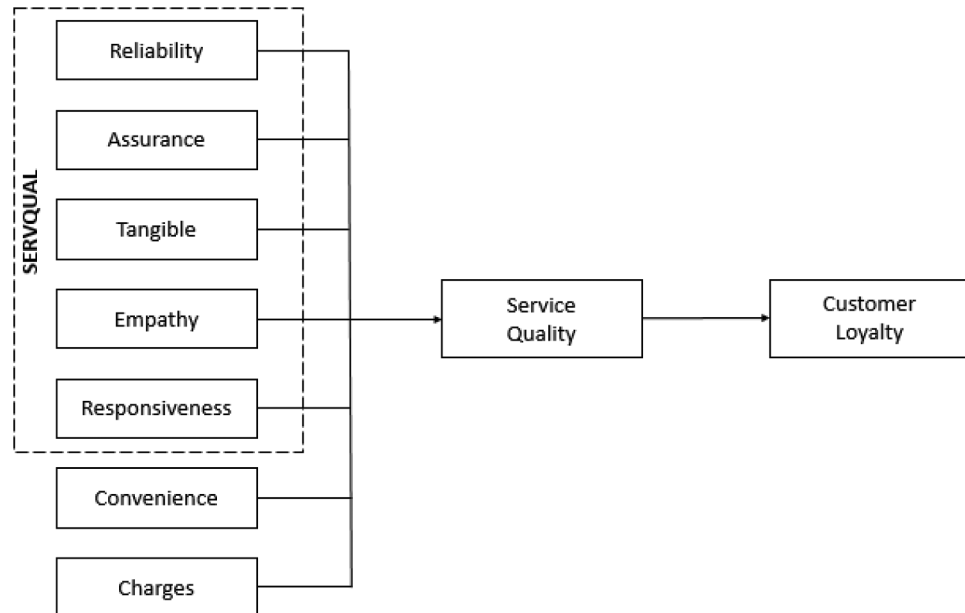 Reliability
Assurance
Tangible
Empathy
Responsiveness
SERVQUAL
Convenience
Charges
Service
Quality
Customer
Loyalty